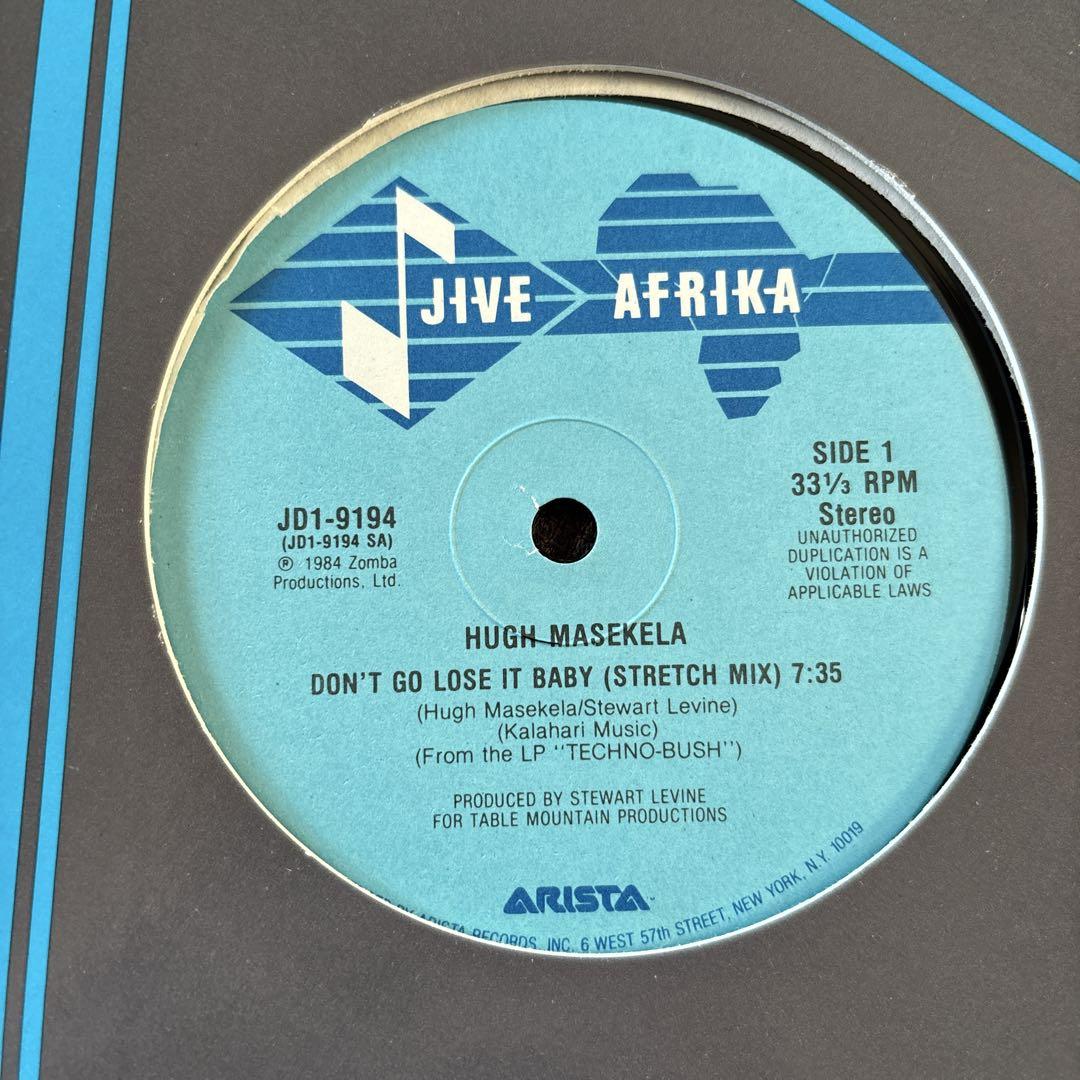 JIVE AFRIKA
JD1-9194
(JD1-9194 SA)
℗ 1984 Zomba
Productions, Ltd.
SIDE 1
33⅓ RPM
Stereo
UNAUTHORIZED
DUPLICATION IS A
VIOLATION OF
APPLICABLE LAWS
HUGH MASEKELA
DON'T GO LOSE IT BABY (STRETCH MIX) 7:35
(Hugh Masekela/Stewart Levine)
(Kalahari Music)
(From the LP "TECHNO-BUSH")
PRODUCED BY STEWART LEVINE
FOR TABLE MOUNTAIN PRODUCTIONS
ARISTA™
BY ARISTA RECORDS, INC. 6 WEST 57th STREET, NEW YORK, N.Y. 10019